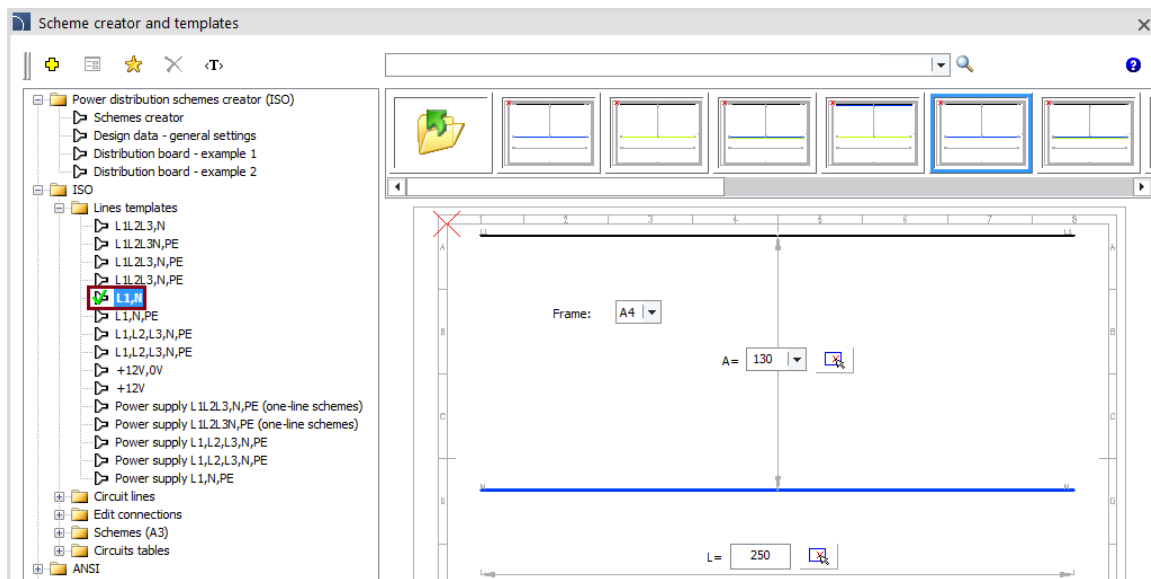 Scheme creator and templates
<T>
Power distribution schemes creator (ISO)
Schemes creator
Design data - general settings
Distribution board - example 1
Distribution board - example 2
ISO
Lines templates
L1L2L3,N
L1L2L3N,PE
L1L2L3,N,PE
L1L2L3,N,PE
L1,N
L1,N,PE
L1,L2,L3,N,PE
L1,L2,L3,N,PE
+12V,0V
+12V
Power supply L1L2L3,N,PE (one-line schemes)
Power supply L1L2L3N,PE (one-line schemes)
Power supply L1,L2,L3,N,PE
Power supply L1,L2,L3,N,PE
Power supply L1,N,PE
Circuit lines
Edit connections
Schemes (A3)
Circuits tables
ANSI
1 2 3 4 5 6 7 8
L1 L1
A A
Frame: A4
B B
A= 130
C C
N N
D D
L= 250